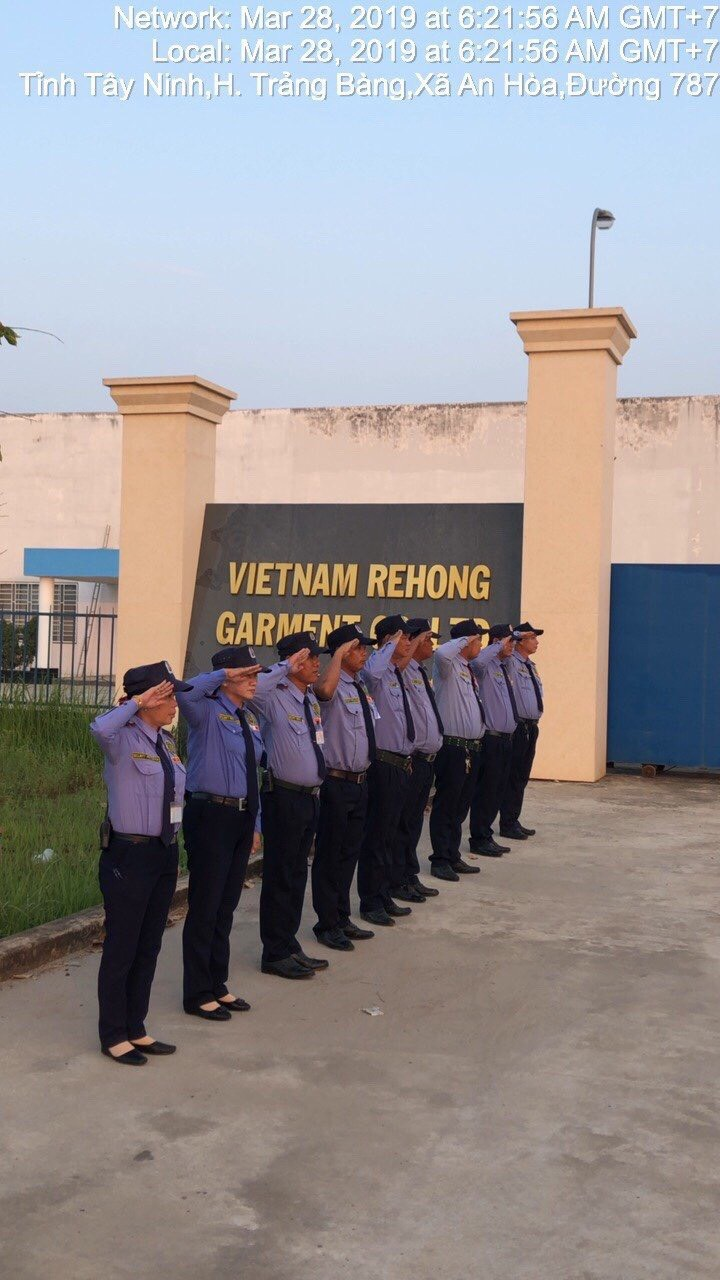 Network: Mar 28, 2019 at 6:21:56 AM GMT+7
Local: Mar 28, 2019 at 6:21:56 AM GMT+7
Tỉnh Tây Ninh,H. Trảng Bàng,Xã An Hòa,Đường 787
VIETNAM REHONG
GARMENT LTD